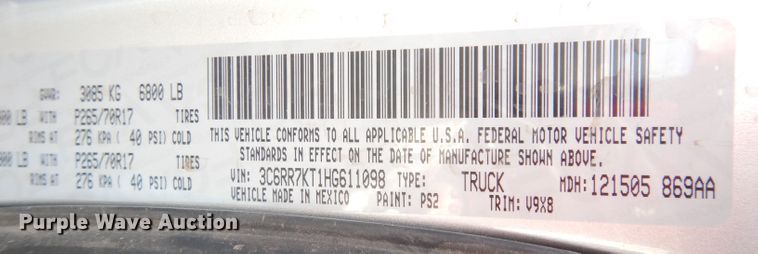 GVWR: 3085 KG 6800 LB
LB WITH P265/70R17 TIRES
RIMS AT 276 KPA ( 40 PSI) COLD
LB WITH P265/70R17 TIRES
RIMS AT 276 KPA ( 40 PSI) COLD
THIS VEHICLE CONFORMS TO ALL APPLICABLE U.S.A. FEDERAL MOTOR VEHICLE SAFETY
STANDARDS IN EFFECT ON THE DATE OF MANUFACTURE SHOWN ABOVE.
VIN: 3C6RR7KT1HG611098 TYPE: TRUCK MDH: 121505 869AA
VEHICLE MADE IN MEXICO PAINT: PS2 TRIM: V9X8
Purple Wave Auction